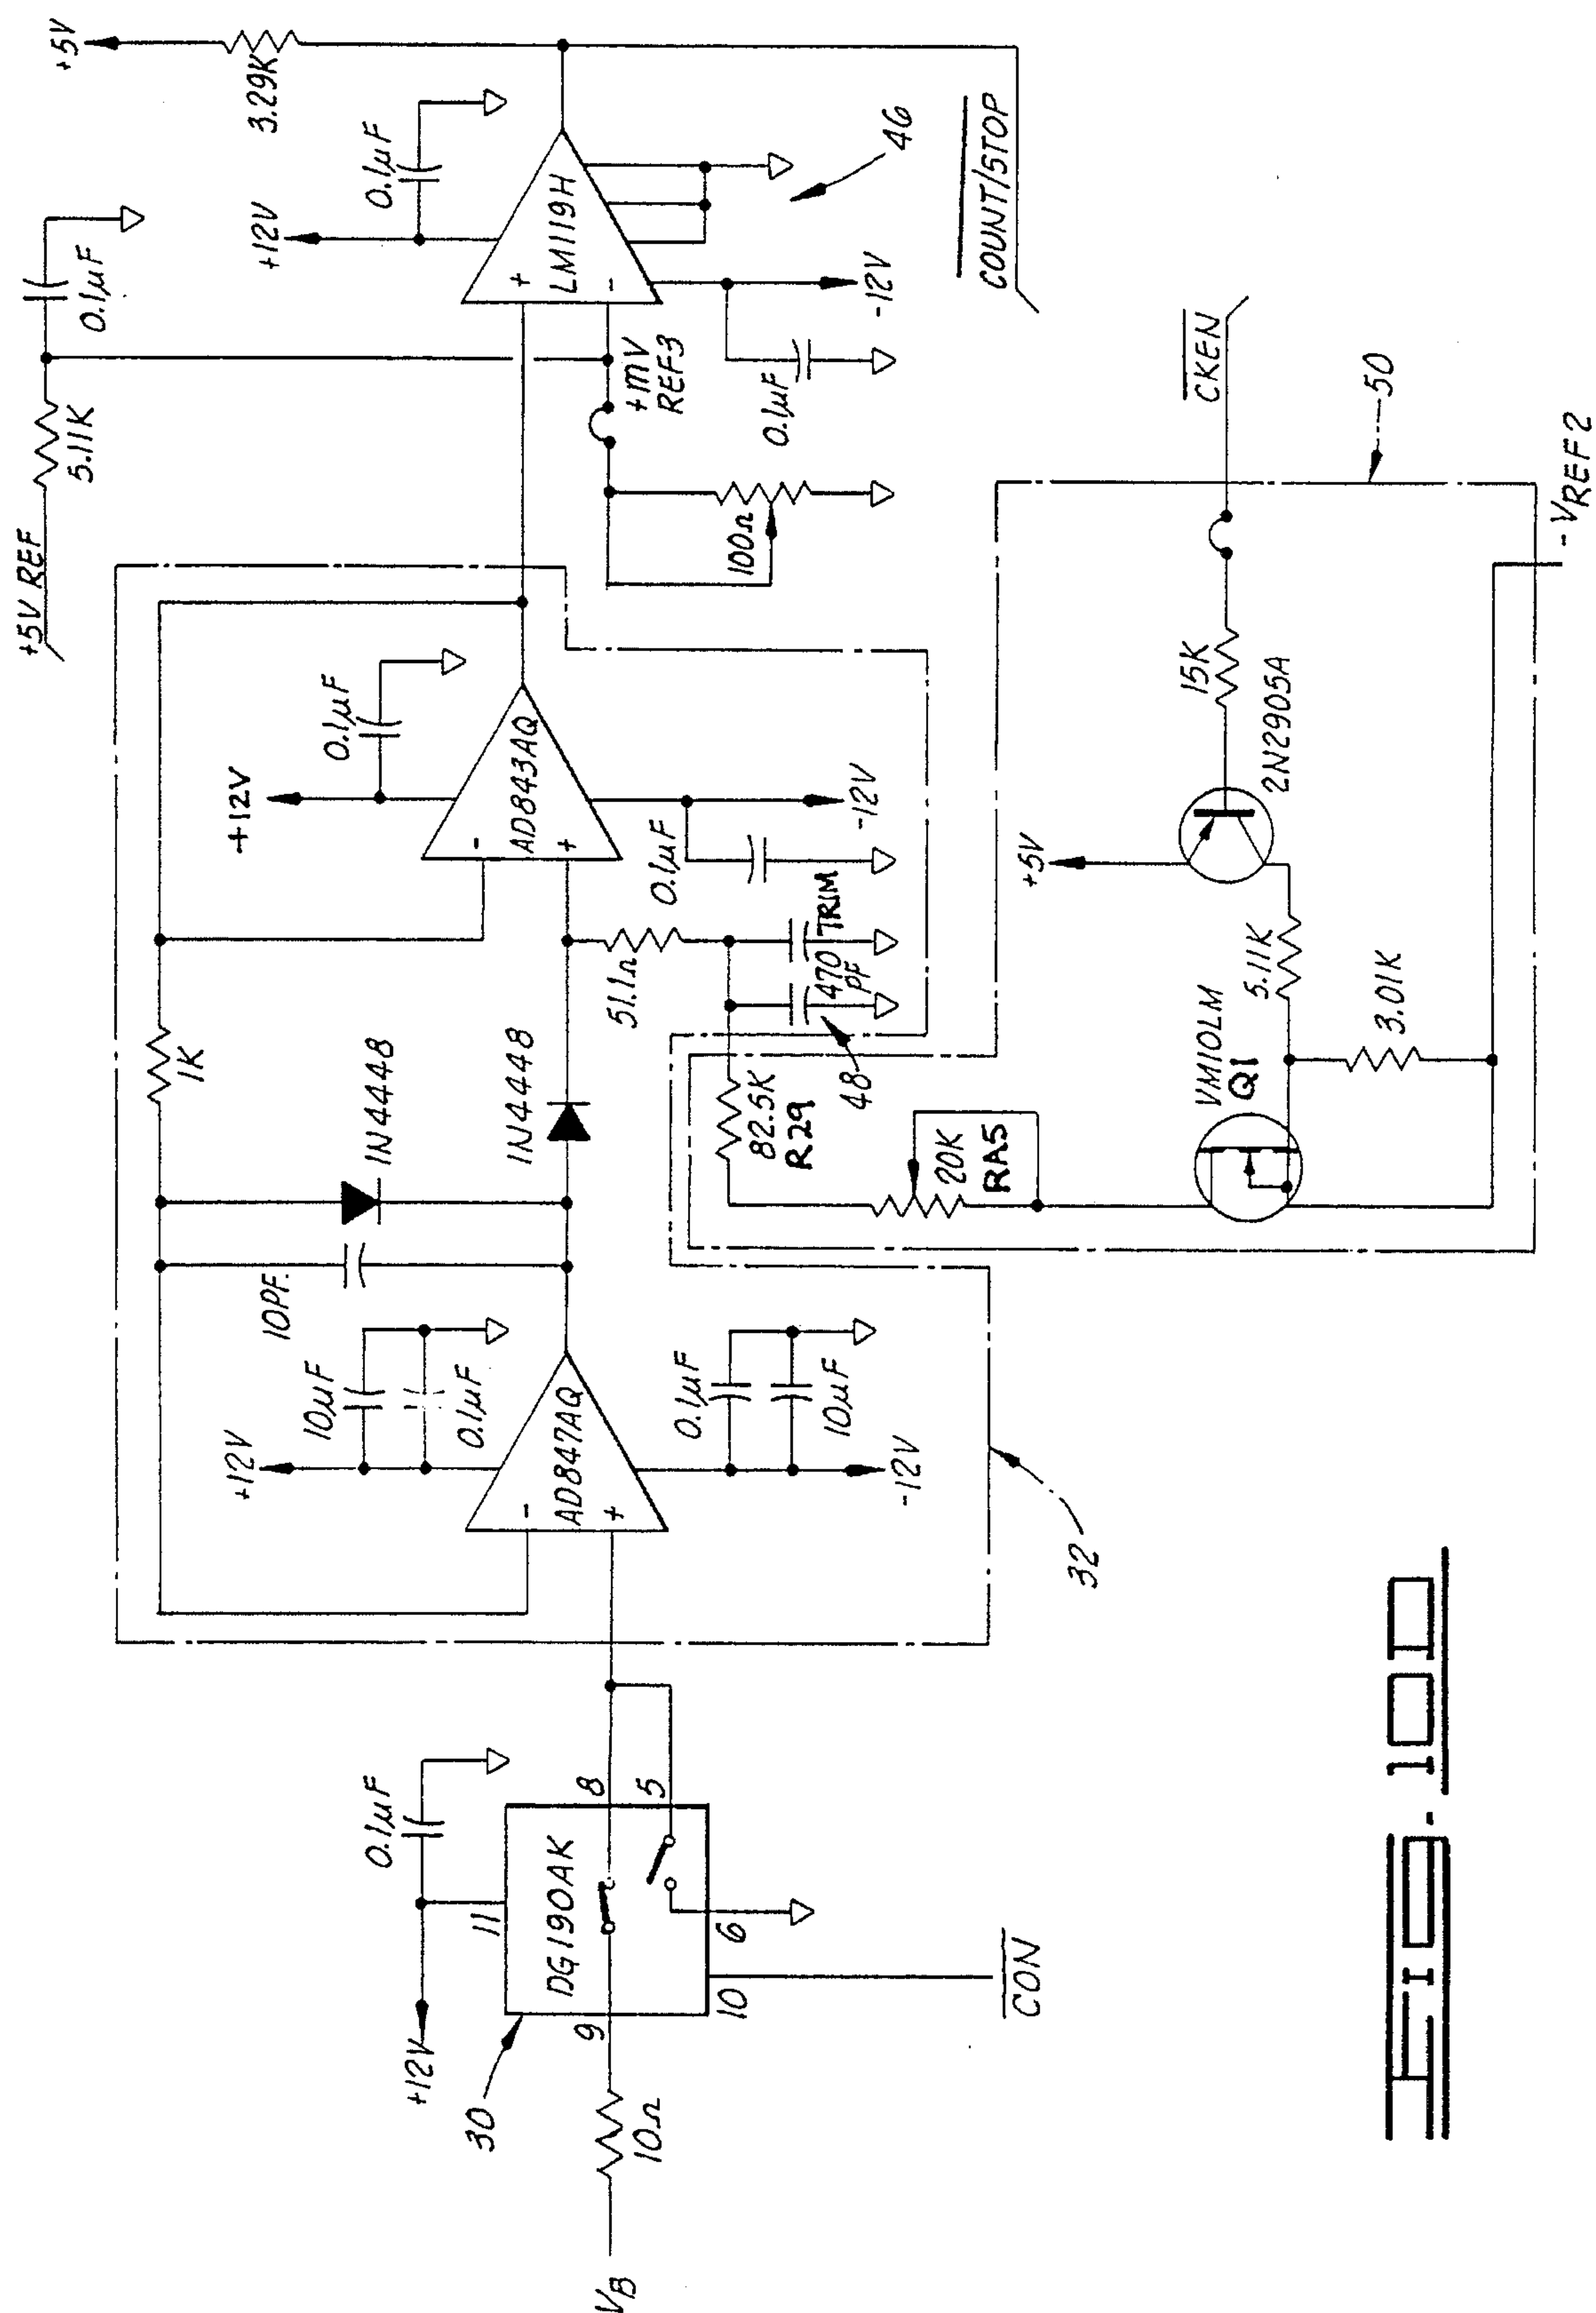 VB
10Ω
30
+12V
0.1µF
DG190AK
11
9
8
5
6
10
CON
+12V
10µF
0.1µF
AD847AQ
-
+
0.1µF
10µF
-12V
32
10PF.
1N4448
1K
1N4448
+12V
0.1µF
AD843AQ
-
+
0.1µF
-12V
51.1Ω
470
PF
TRIM
48
82.5K
R29
20K
RA5
VM10LM
Q1
5.11K
3.01K
+5V
2N2905A
15K
CKEN
50
-VREF2
+5V REF
5.11K
0.1µF
+mV
REF3
100Ω
+12V
0.1µF
LM119H
+
-
0.1µF
-12V
46
+5V
3.29K
COUNT/STOP
FIG. 10D